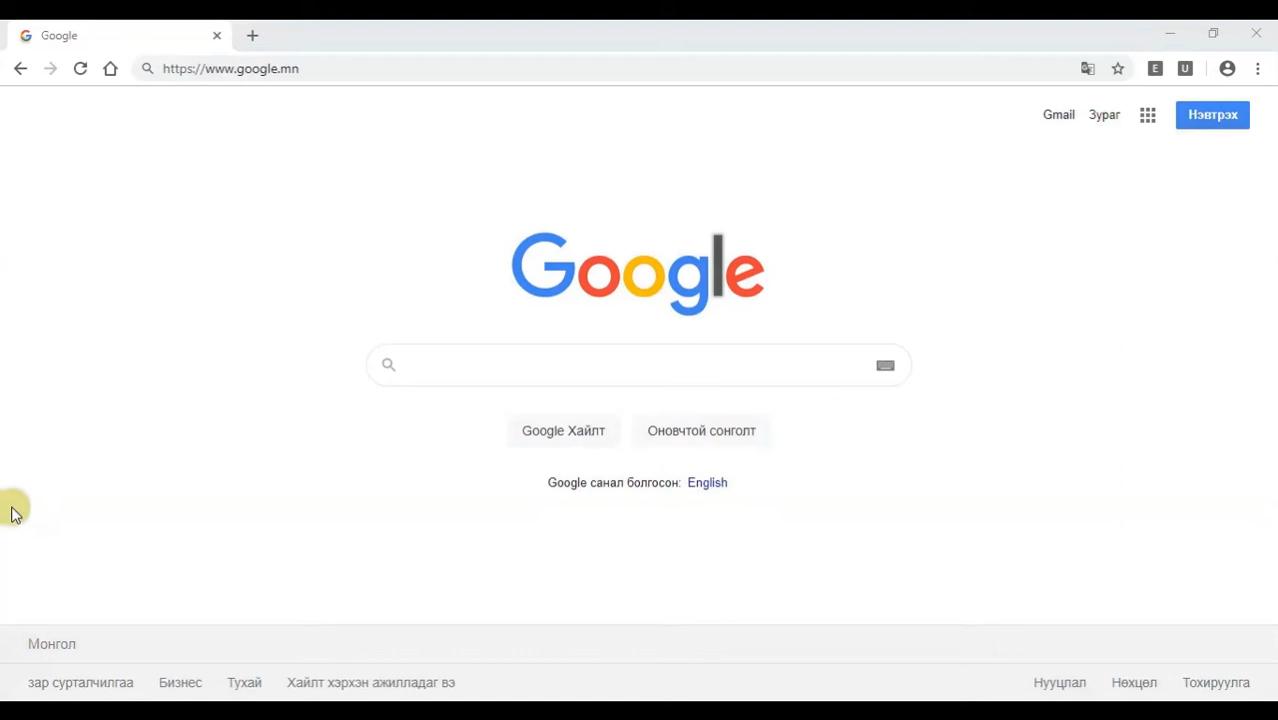 Google
https://www.google.mn
E U
Gmail Зураг Нэвтрэх
Google
Google Хайлт Оновчтой сонголт
Google санал болгосон: English
Монгол
зар сурталчилгаа Бизнес Тухай Хайлт хэрхэн ажилладаг вэ Нууцлал Нөхцөл Тохируулга